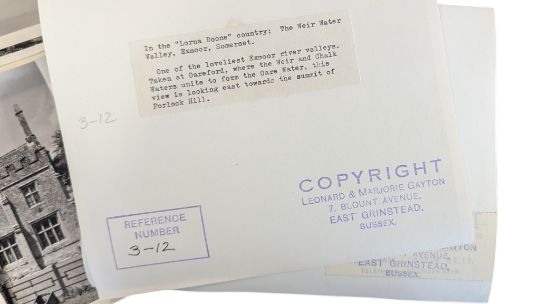 In the "Lorna Doone" country: The Weir Water
Valley, Exmoor, Somerset.
One of the loveliest Exmoor river valleys.
Taken at Oareford, where the Weir and Chalk
Waters unite to form the Oare Water, this
view is looking east towards the summit of
Porlock Hill.
3-12
COPYRIGHT
LEONARD & MARJORIE GAYTON
7, BLOUNT AVENUE,
EAST GRINSTEAD,
SUSSEX.
REFERENCE
NUMBER
3-12
AVENUE,
EAST GRINSTEAD,
SUSSEX.